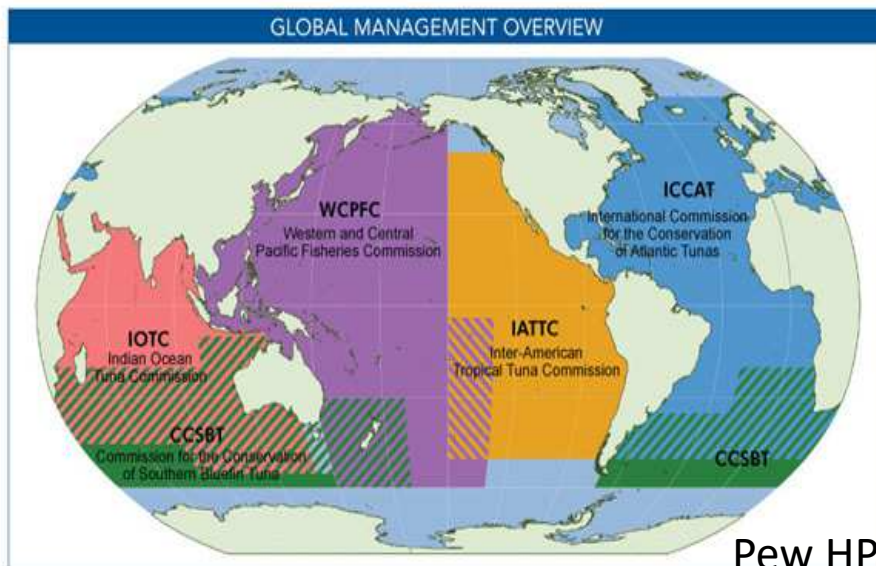 GLOBAL MANAGEMENT OVERVIEW
WCPFC
Western and Central
Pacific Fisheries Commission
ICCAT
International Commission
for the Conservation
of Atlantic Tunas
IOTC
Indian Ocean
Tuna Commission
IATTC
Inter-American
Tropical Tuna Commission
CCSBT
Commission for the Conservation
of Southern Bluefin Tuna
CCSBT
Pew HP